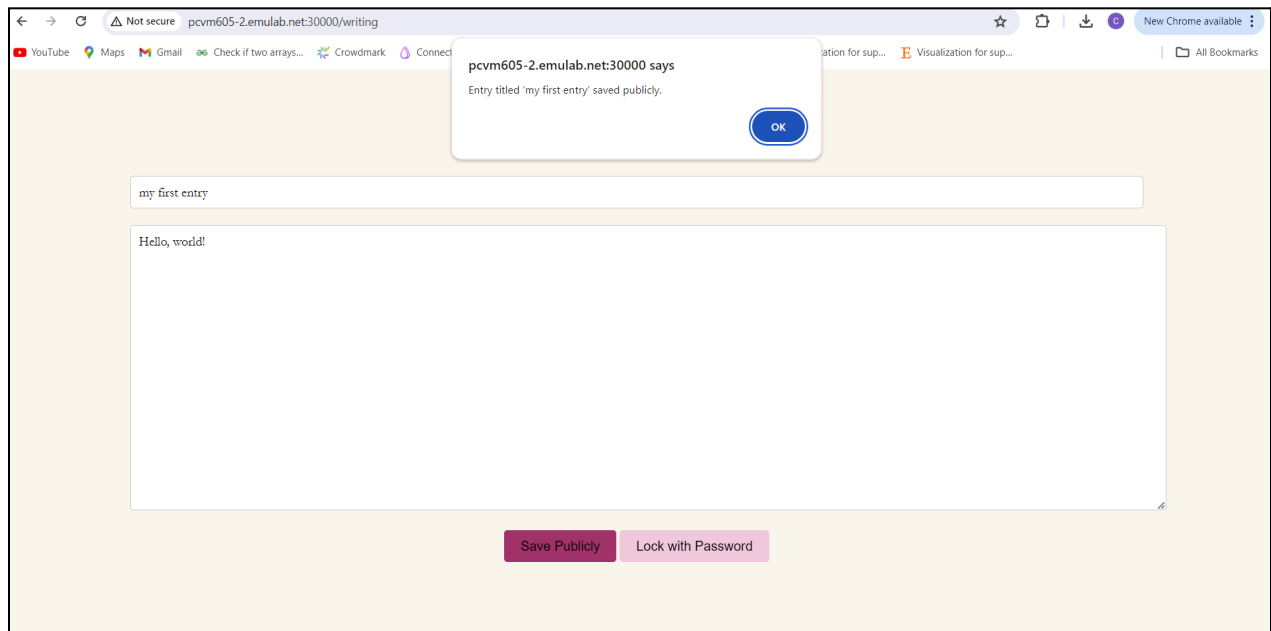 Not secure pcvm605-2.emulab.net:30000/writing C New Chrome available
YouTube Maps Gmail Check if two arrays... Crowdmark Connect ation for sup... Visualization for sup... All Bookmarks
pcvm605-2.emulab.net:30000 says
Entry titled 'my first entry' saved publicly.
OK
my first entry
Hello, world!
Save Publicly Lock with Password